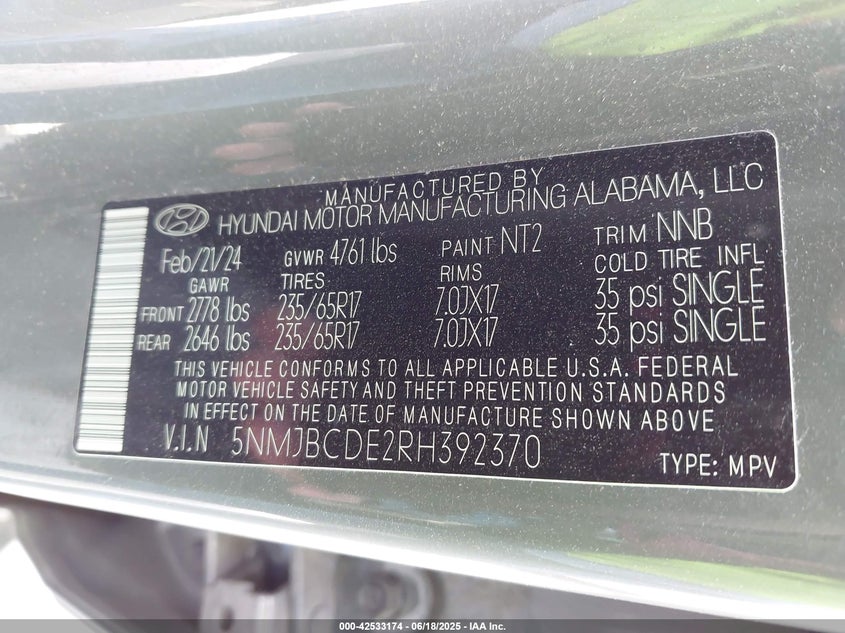 MANUFACTURED BY
HYUNDAI MOTOR MANUFACTURING ALABAMA, LLC
Feb/21/24 GVWR 4761 lbs PAINT NT2 TRIM NNB
GAWR TIRES RIMS COLD TIRE INFL
FRONT 2778 lbs 235/65R17 7.0JX17 35 psi SINGLE
REAR 2646 lbs 235/65R17 7.0JX17 35 psi SINGLE
THIS VEHICLE CONFORMS TO ALL APPLICABLE U.S.A. FEDERAL
MOTOR VEHICLE SAFETY AND THEFT PREVENTION STANDARDS
IN EFFECT ON THE DATE OF MANUFACTURE SHOWN ABOVE
V.I.N 5NMJBCDE2RH392370
TYPE: MPV
000-42533174 - 06/18/2025 - IAA Inc.